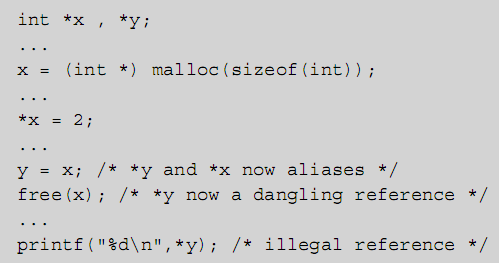 int *x , *y;
...
x = (int *) malloc(sizeof(int));
...
*x = 2;
...
y = x; /* *y and *x now aliases */
free(x); /* *y now a dangling reference */
...
printf("%d\n",*y); /* illegal reference */